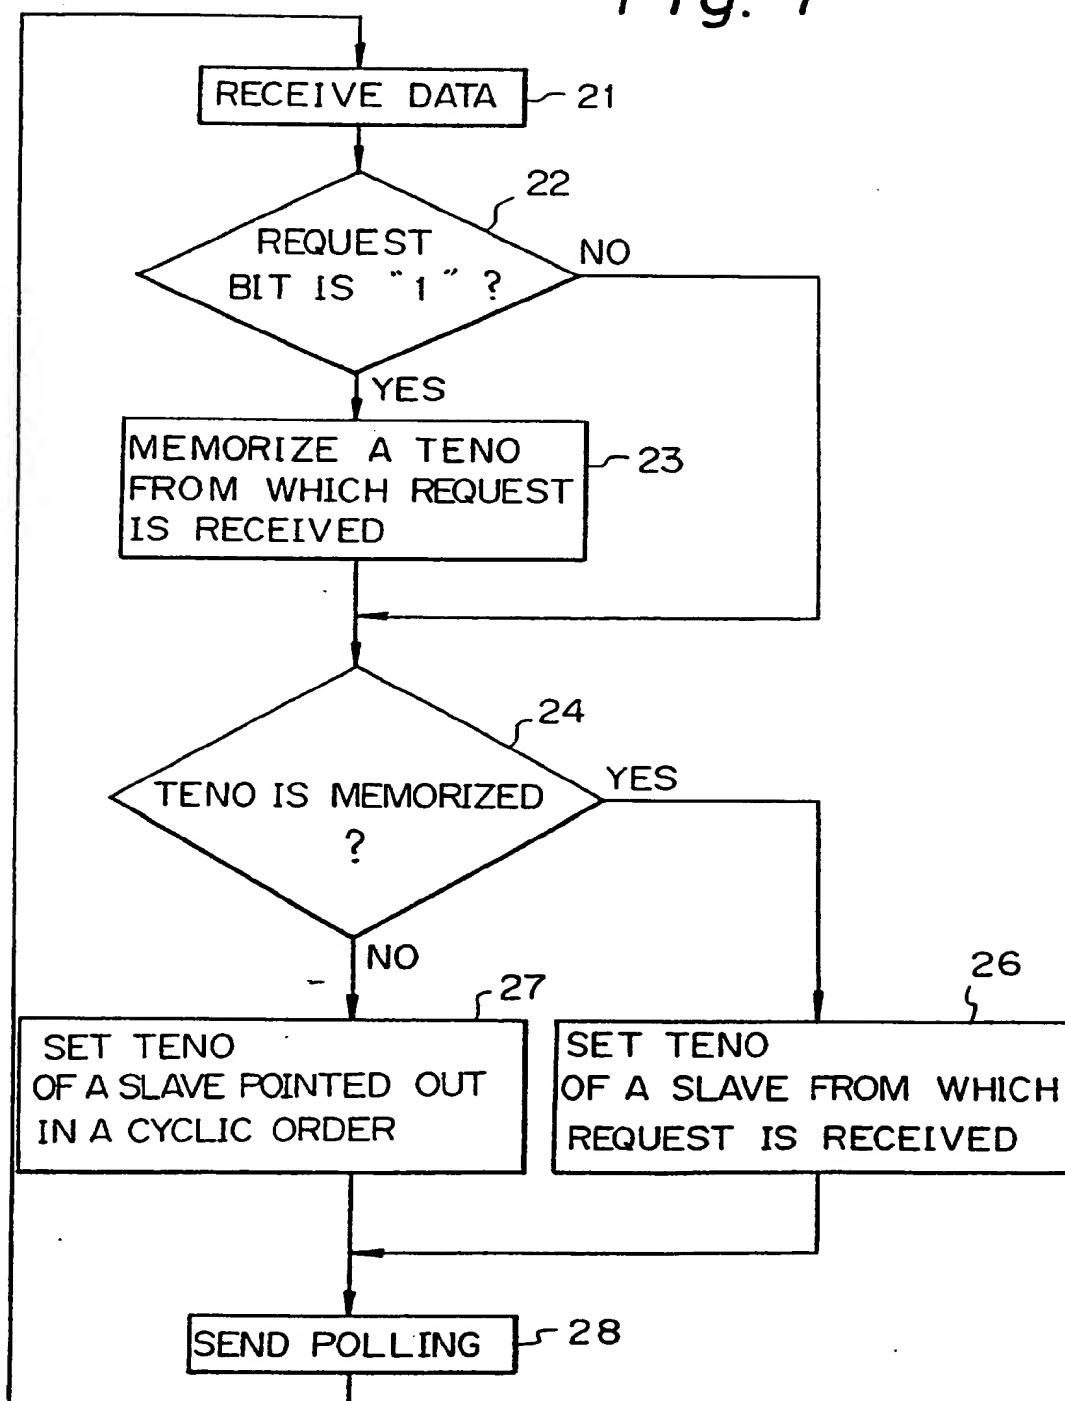 RECEIVE DATA
21
22
REQUEST
BIT IS "1" ?
NO
YES
MEMORIZE A TENO
FROM WHICH REQUEST
IS RECEIVED
23
24
TENO IS MEMORIZED
?
YES
NO
27
26
SET TENO
OF A SLAVE POINTED OUT
IN A CYCLIC ORDER
SET TENO
OF A SLAVE FROM WHICH
REQUEST IS RECEIVED
SEND POLLING
28